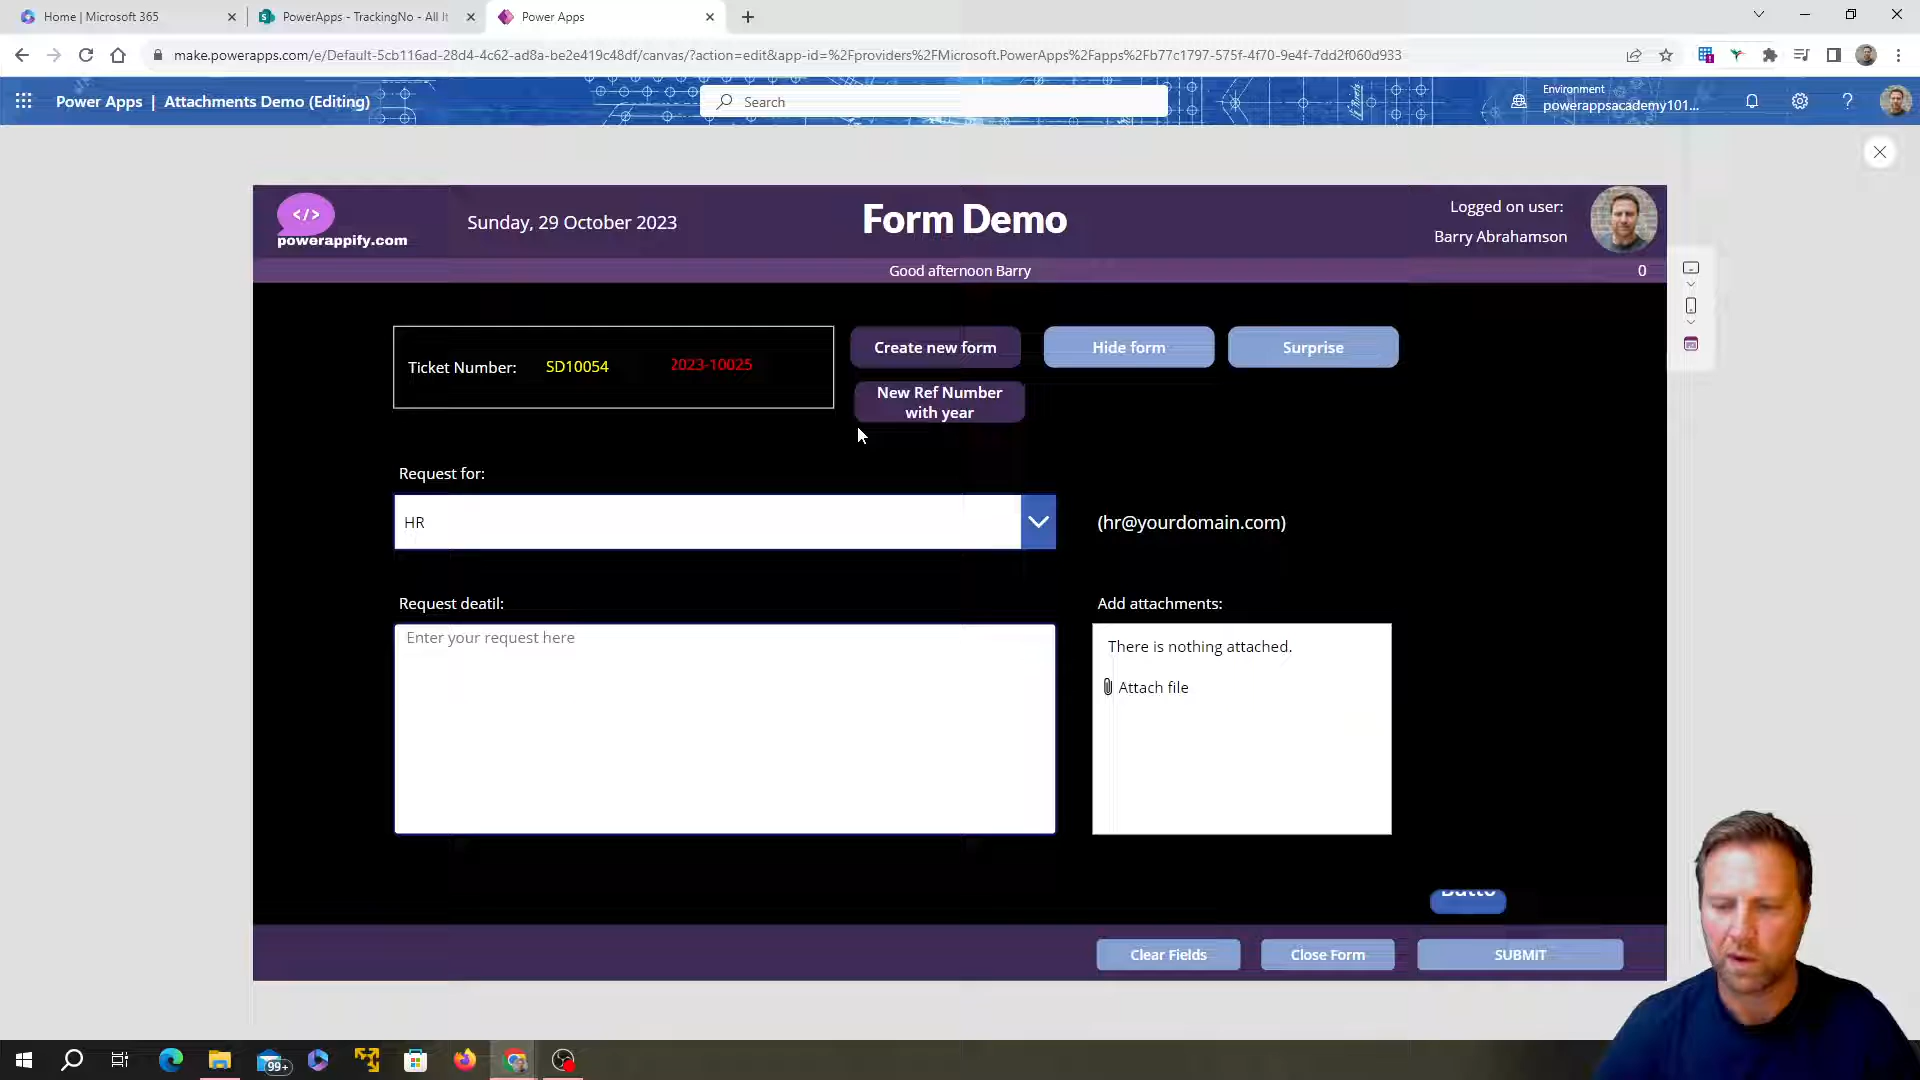 Home | Microsoft 365
PowerApps - TrackingNo - All It
Power Apps
make.powerapps.com/e/Default-5cb116ad-28d4-4c62-ad8a-be2e419c48df/canvas/?action=edit&app-id=%2Fproviders%2FMicrosoft.PowerApps%2Fapps%2Fb77c1797-575f-4f70-9e4f-7dd2f060d933
Power Apps | Attachments Demo (Editing)
Search
Environment
powerappsacademy101...
</>
powerappify.com
Sunday, 29 October 2023
Form Demo
Logged on user:
Barry Abrahamson
Good afternoon Barry
0
Ticket Number:
SD10054
2023-10025
Create new form
Hide form
Surprise
New Ref Number
with year
Request for:
HR
(hr@yourdomain.com)
Request deatil:
Add attachments:
Enter your request here
There is nothing attached.
Attach file
Clear Fields
Close Form
SUBMIT
99+